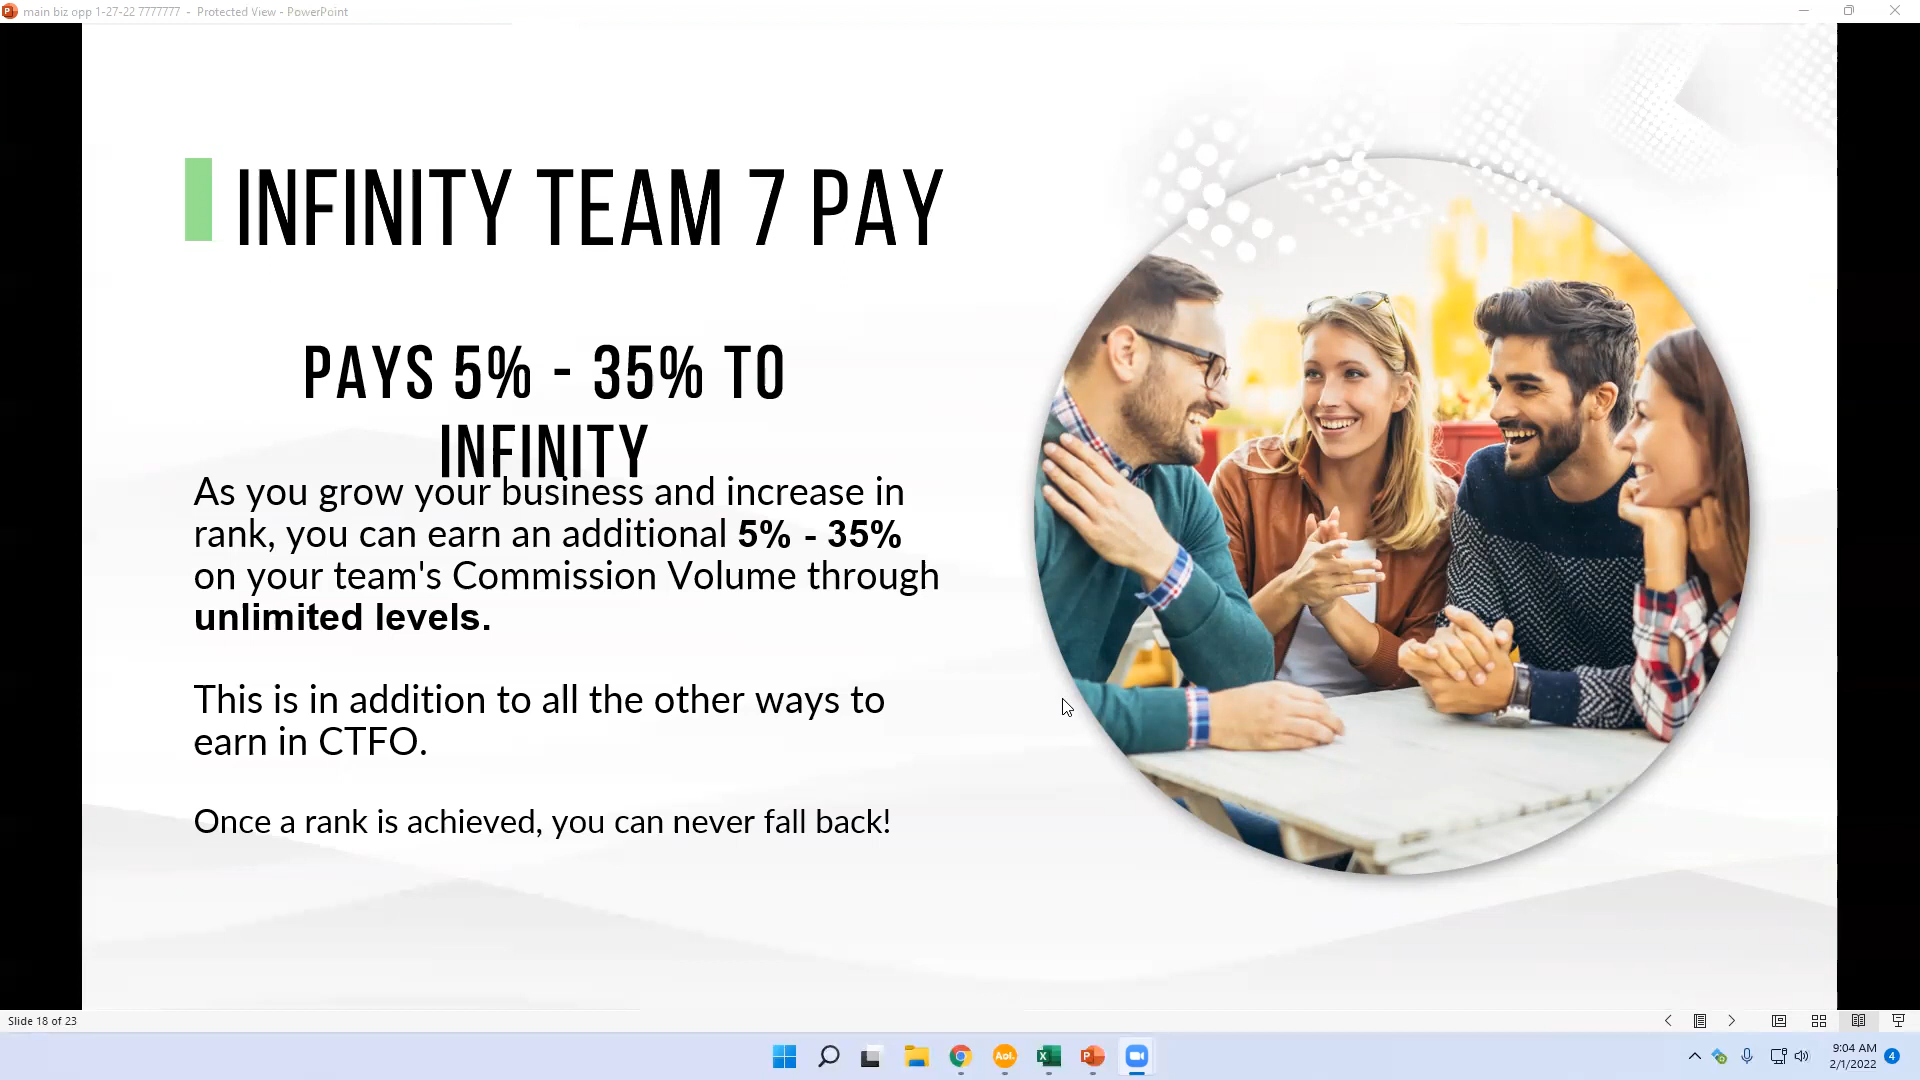 main biz opp 1-27-22 7777777 - Protected View - PowerPoint
INFINITY TEAM 7 PAY
PAYS 5% - 35% TO
INFINITY
As you grow your business and increase in
rank, you can earn an additional 5% - 35%
on your team's Commission Volume through
unlimited levels.
This is in addition to all the other ways to
earn in CTFO.
Once a rank is achieved, you can never fall back!
Slide 18 of 23
Aol.
9:04 AM
2/1/2022
4